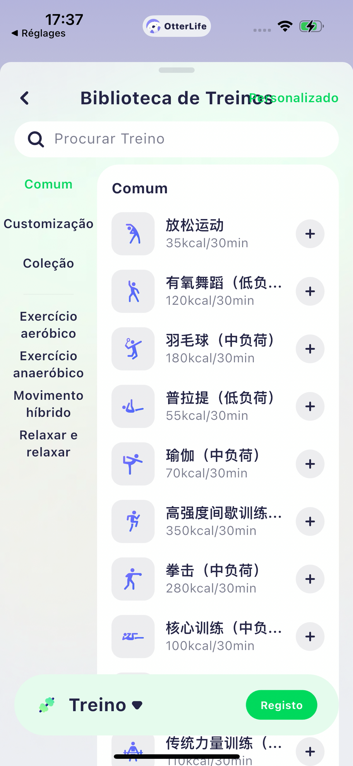 17:37
OtterLife
◀ Réglages
Biblioteca de Treinos
Personalizado
Procurar Treino
Comum
Customização
Coleção
Exercício
aeróbico
Exercício
anaeróbico
Movimento
híbrido
Relaxar e
relaxar
Comum
放松运动
35kcal/30min
有氧舞蹈（低负...
120kcal/30min
羽毛球（中负荷）
180kcal/30min
普拉提（低负荷）
55kcal/30min
瑜伽（中负荷）
70kcal/30min
高强度间歇训练...
350kcal/30min
拳击（中负荷）
280kcal/30min
核心训练（中负...
100kcal/30min
Treino
Registo
传统力量训练（...
110kcal/30min